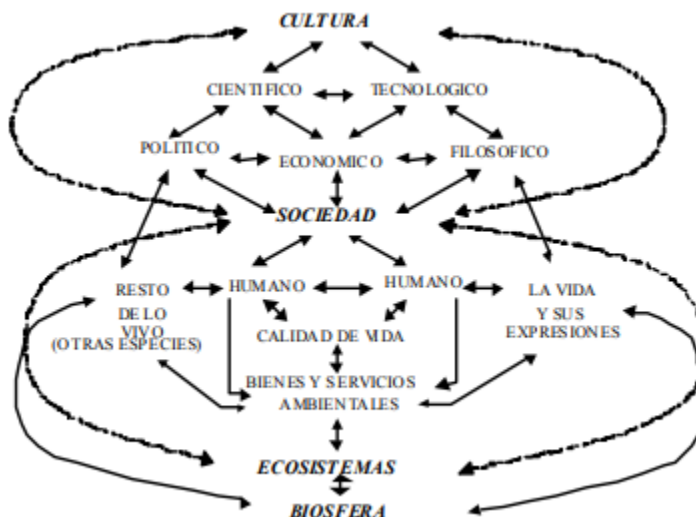 CULTURA
CIENTIFICO TECNOLOGICO
POLITICO ECONOMICO FILOSOFICO
SOCIEDAD
RESTO HUMANO HUMANO LA VIDA
DE LO Y SUS
VIVO CALIDAD DE VIDA EXPRESIONES
(OTRAS ESPECIES)
BIENES Y SERVICIOS
AMBIENTALES
ECOSISTEMAS
BIOSFERA